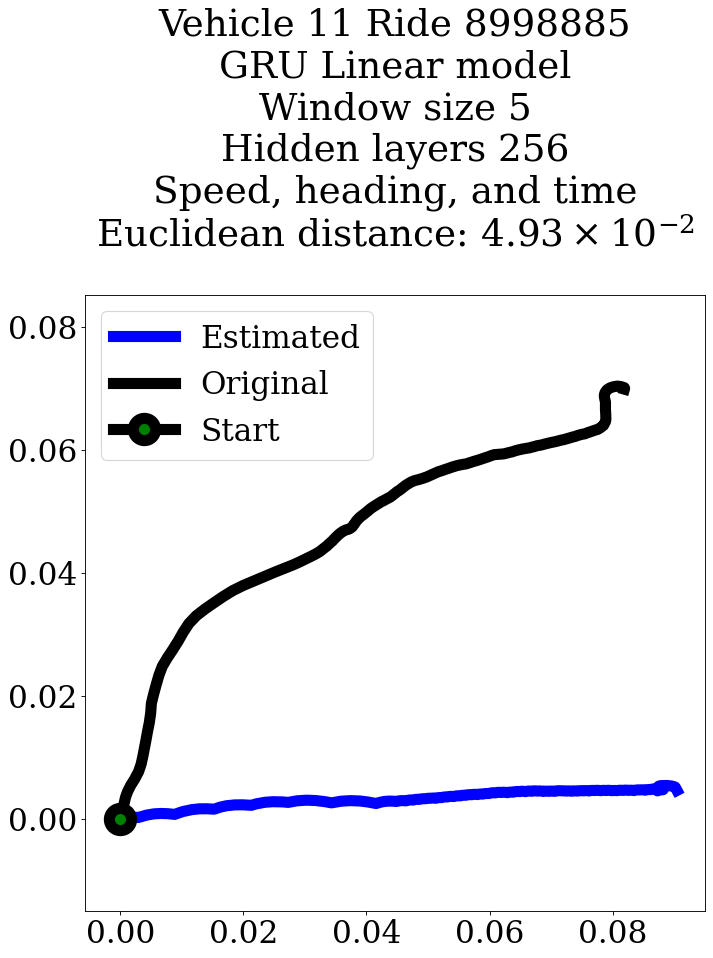 Vehicle 11 Ride 8998885
GRU Linear model
Window size 5
Hidden layers 256
Speed, heading, and time
Euclidean distance: 4.93 × 10⁻²
Estimated
Original
Start
0.08
0.06
0.04
0.02
0.00
0.00 0.02 0.04 0.06 0.08